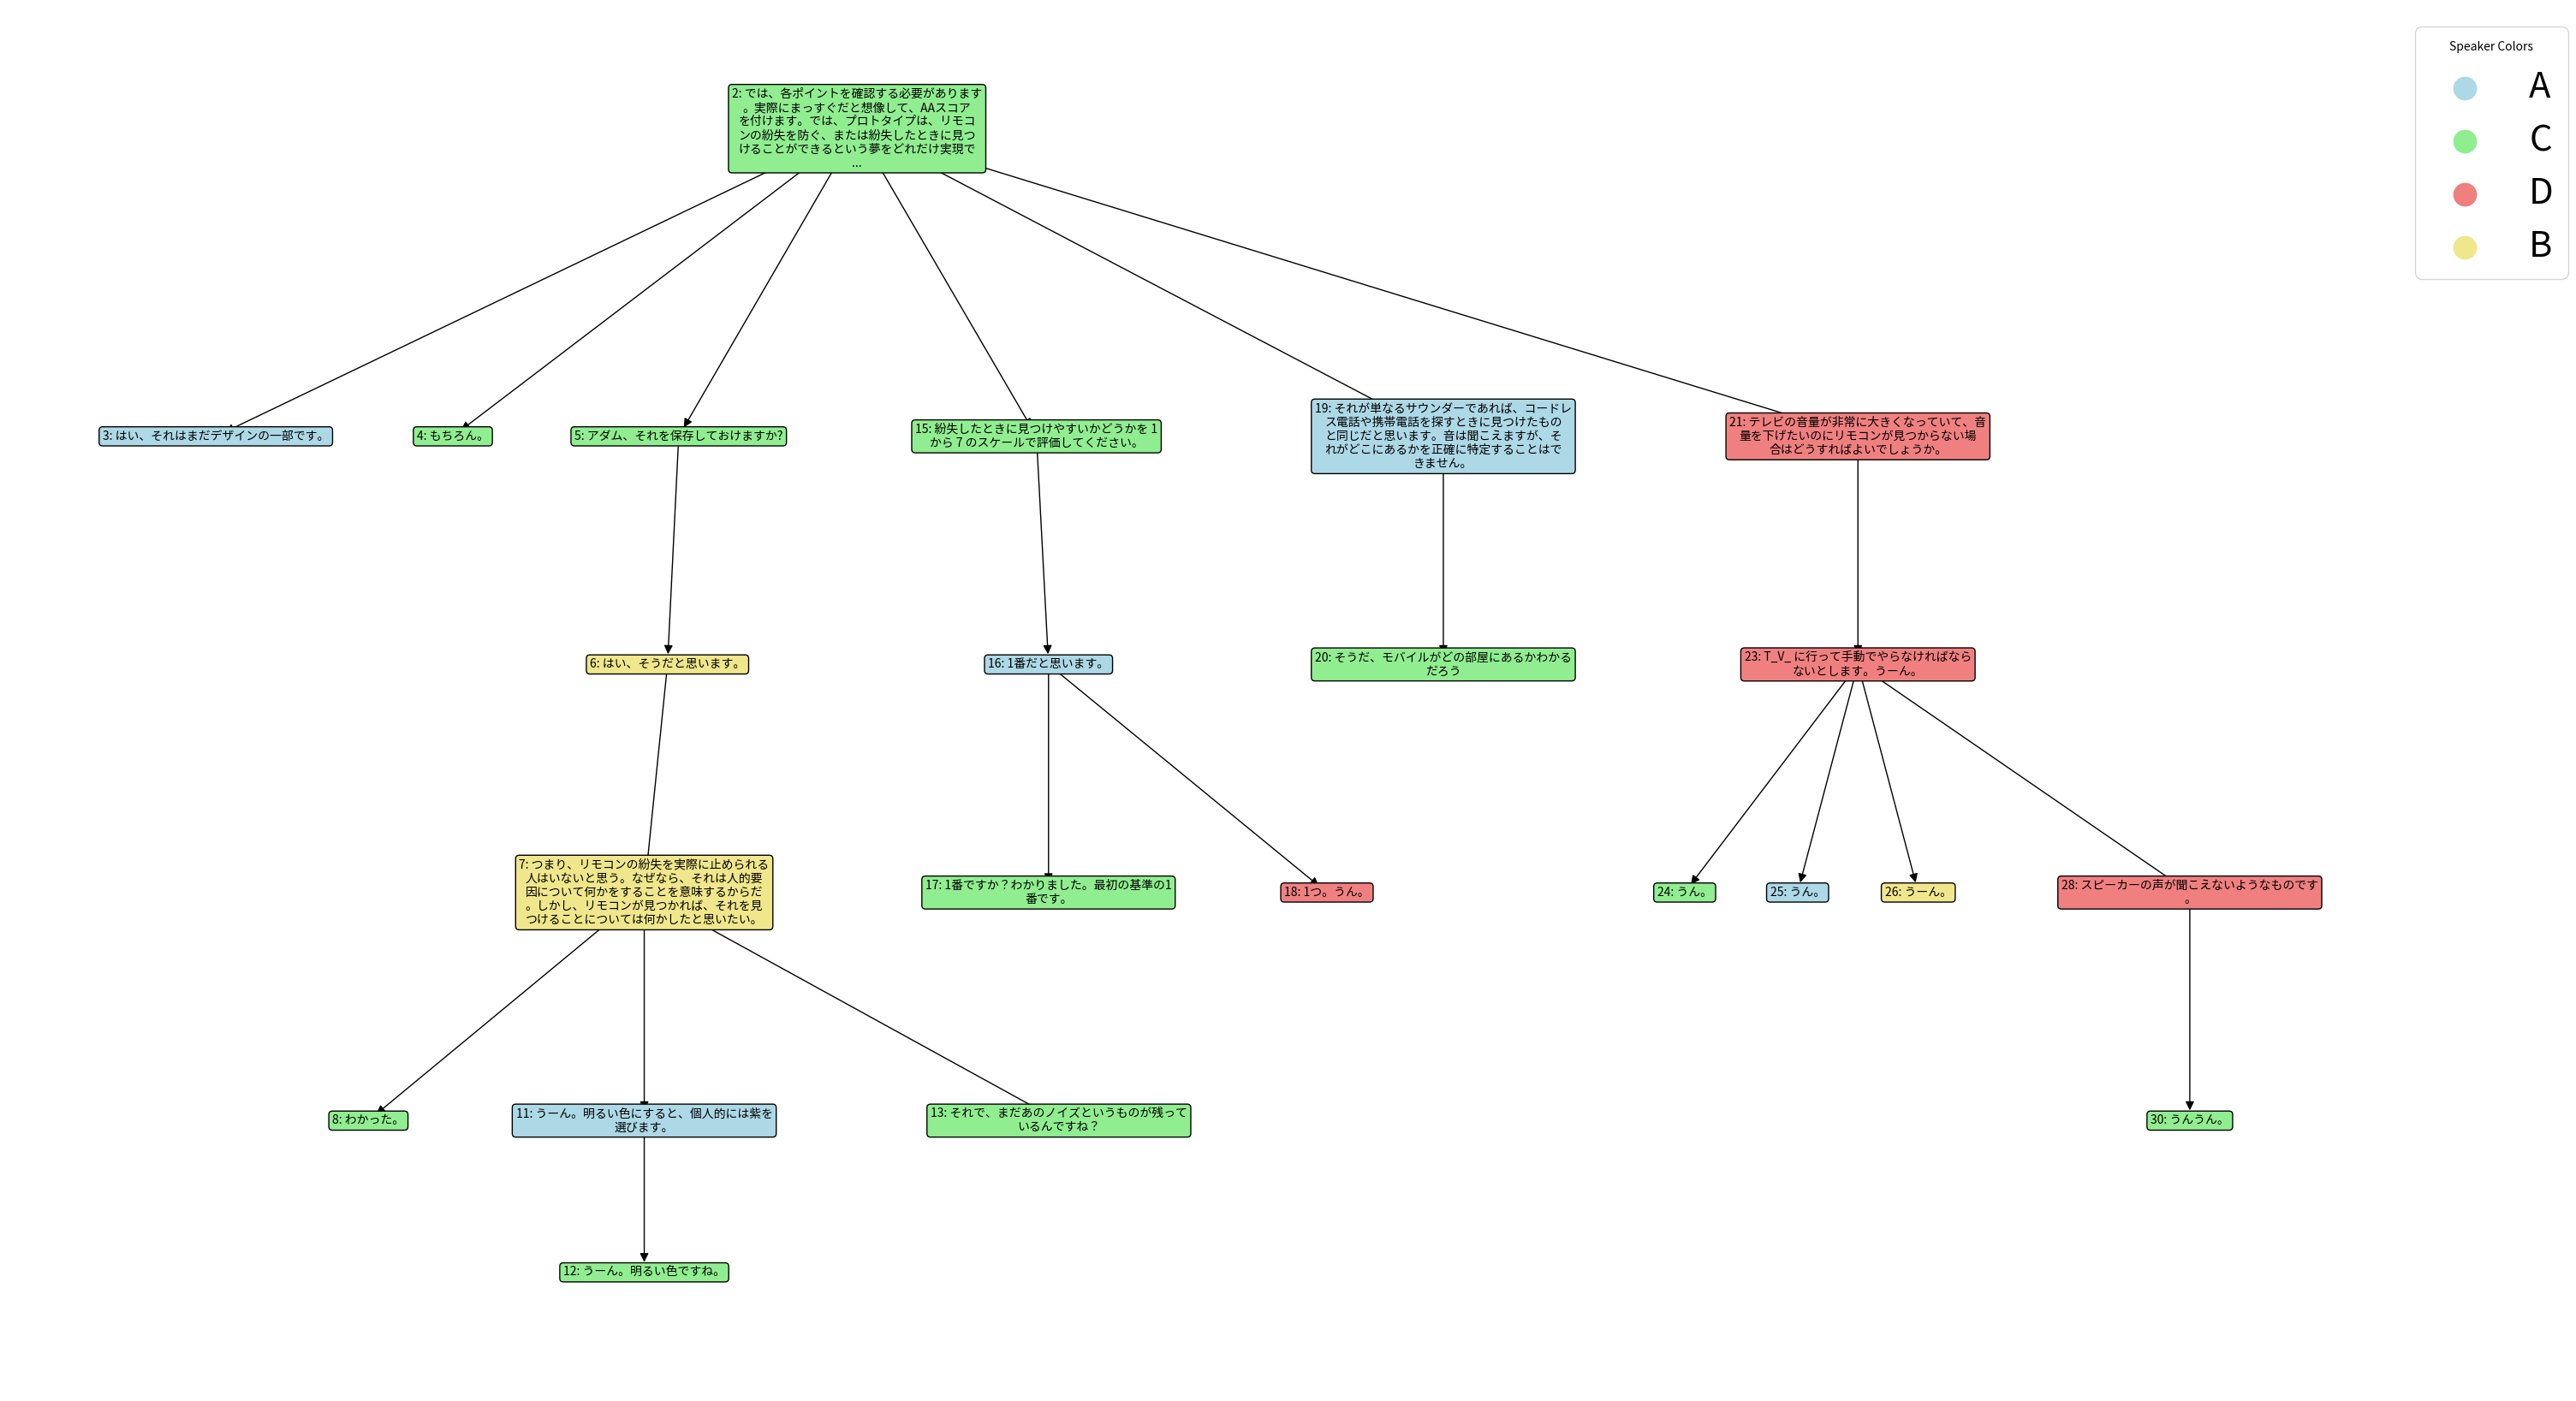 Speaker Colors
A
C
D
B
2: では、各ポイントを確認する必要があります
。実際にまっすぐだと想像して、AAスコア
を付けます。では、プロトタイプは、リモコ
ンの紛失を防ぐ、または紛失したときに見つ
けることができるという夢をどれだけ実現で
...
3: はい、それはまだデザインの一部です。
4: もちろん。
5: アダム、それを保存しておけますか?
15: 紛失したときに見つけやすいかどうかを 1
から 7 のスケールで評価してください。
19: それが単なるサウンダーであれば、コードレ
ス電話や携帯電話を探すときに見つけたもの
と同じだと思います。音は聞こえますが、そ
れがどこにあるかを正確に特定することはで
きません。
21: テレビの音量が非常に大きくなっていて、音
量を下げたいのにリモコンが見つからない場
合はどうすればよいでしょうか。
6: はい、そうだと思います。
16: 1番だと思います。
20: そうだ、モバイルがどの部屋にあるかわかる
だろう
23: T_V_ に行って手動でやらなければなら
ないとします。うーん。
7: つまり、リモコンの紛失を実際に止められる
人はいないと思う。なぜなら、それは人的要
因について何かをすることを意味するからだ
。しかし、リモコンが見つかれば、それを見
つけることについては何かしたと思いたい。
17: 1番ですか？わかりました。最初の基準の1
番です。
18: 1つ。うん。
24: うん。
25: うん。
26: うーん。
28: スピーカーの声が聞こえないようなものです
。
8: わかった。
11: うーん。明るい色にすると、個人的には紫を
選びます。
13: それで、まだあのノイズというものが残って
いるんですね？
30: うんうん。
12: うーん。明るい色ですね。